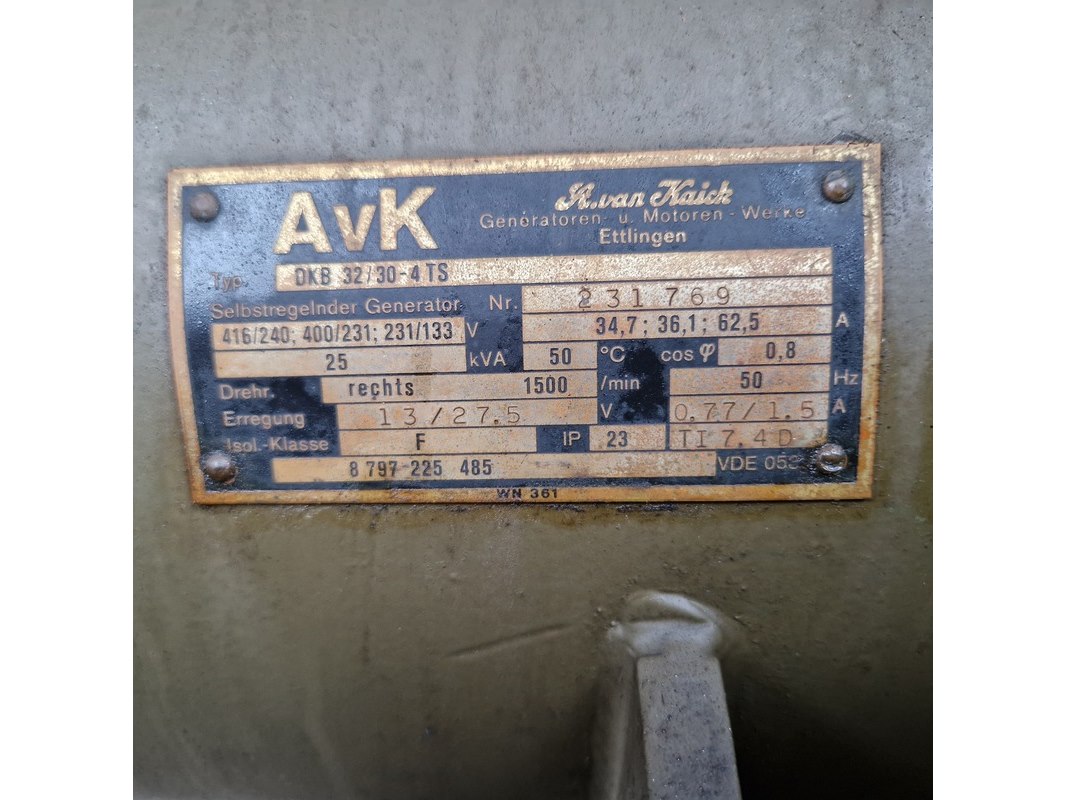 AvK
A. van Kaick
Generatoren- u. Motoren-Werke
Ettlingen
Typ. DKB 32/30-4 TS
Selbstregelnder Generator Nr. 231769
416/240; 400/231; 231/133 V 34,7; 36,1; 62,5 A
25 kVA 50 °C cos φ 0,8
Drehr. rechts 1500 /min 50 Hz
Erregung 13/27.5 V 0.77/1.5 A
Isol.-Klasse F IP 23 TI 7.4 D
8 797 225 485 VDE
WN 361